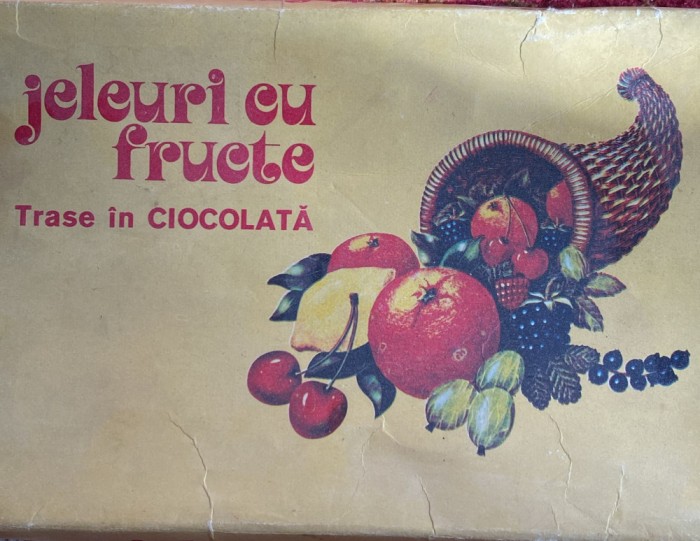 jeleuri cu
fructe
Trase în CIOCOLATĂ